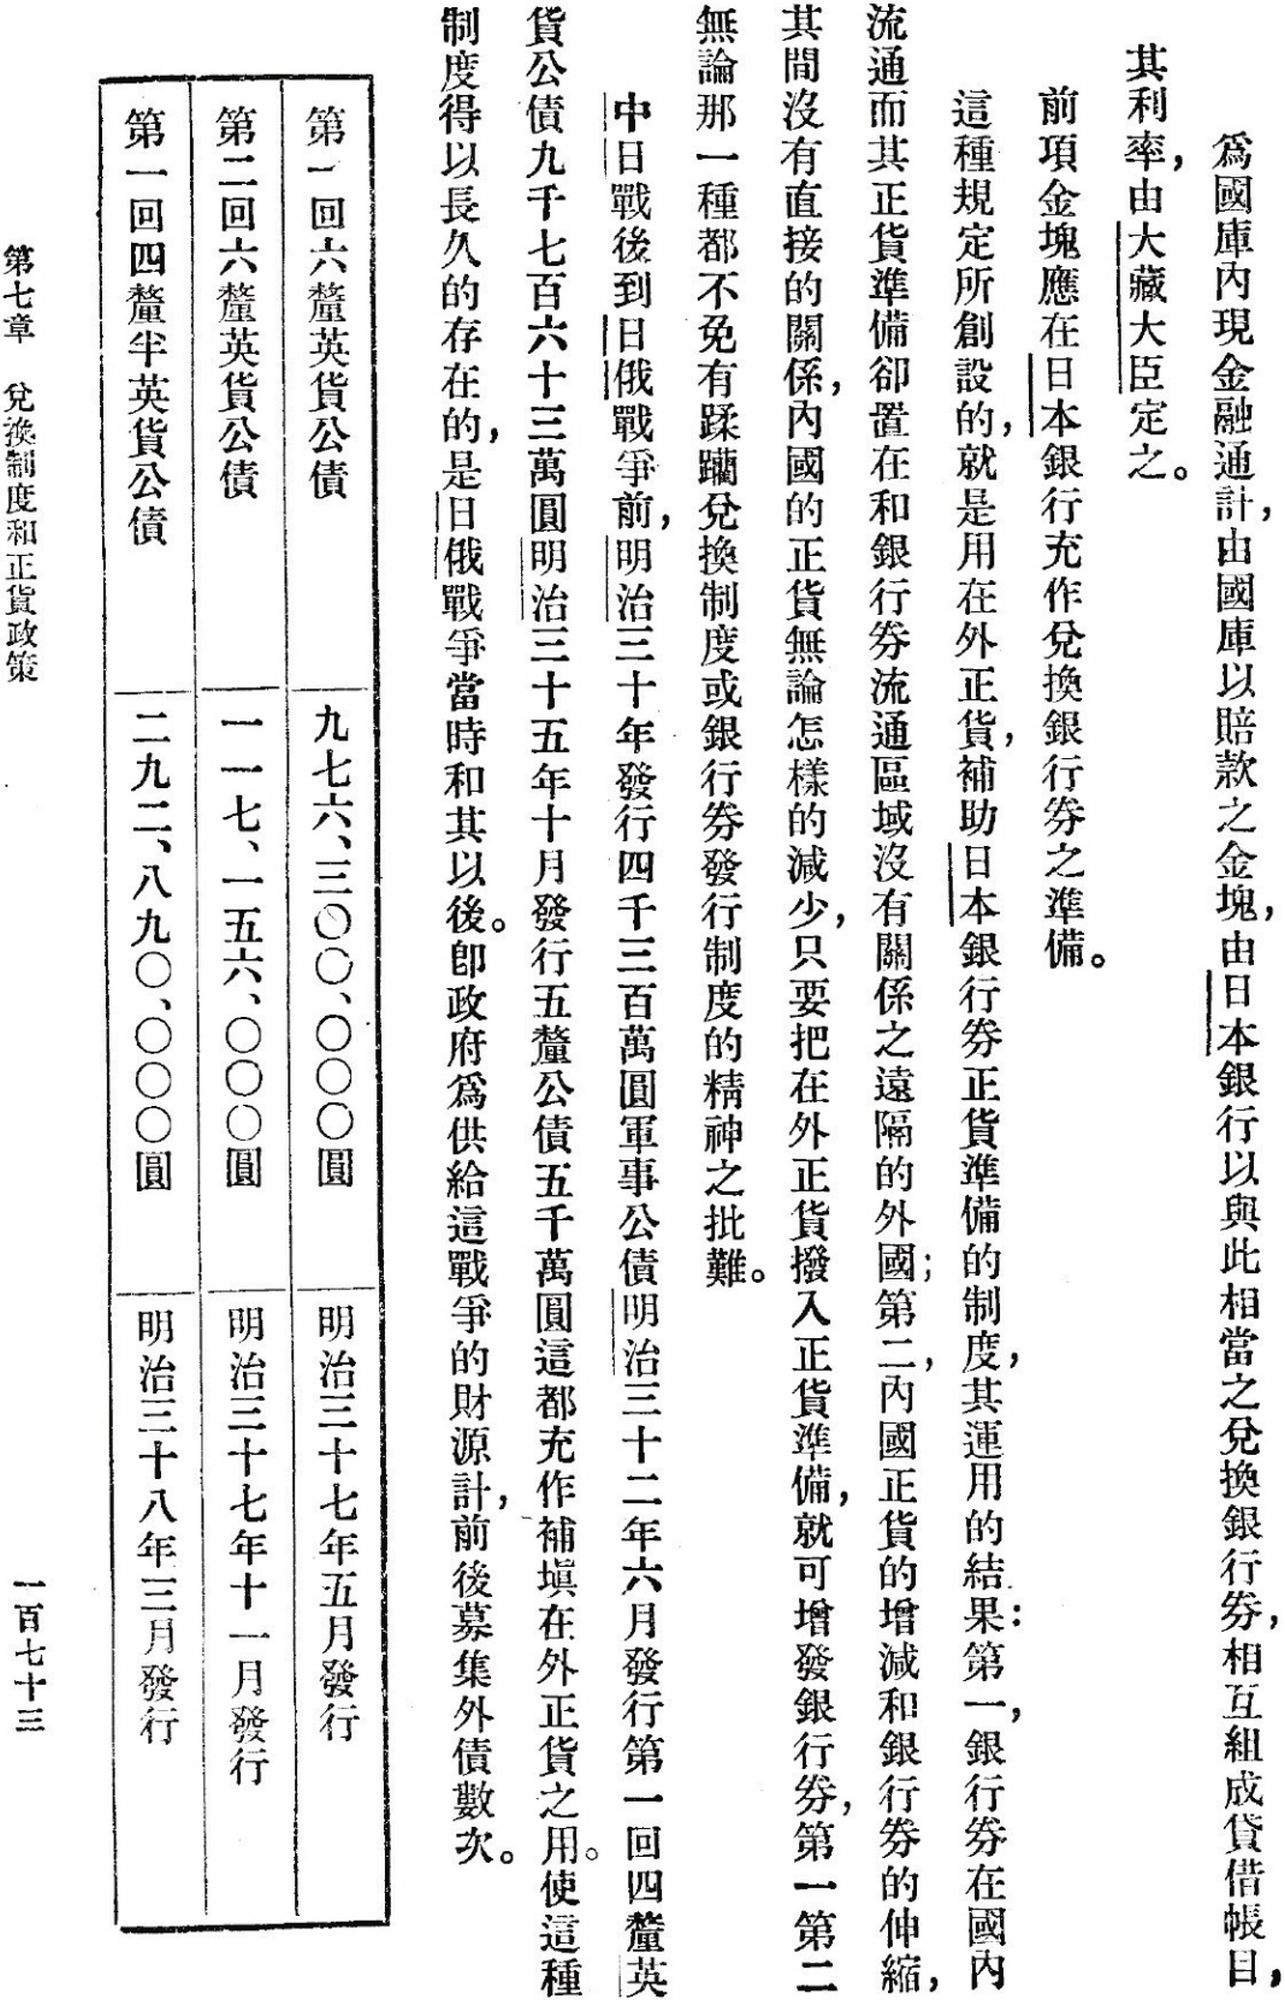 爲國庫內現金融通計，由國庫以賠款之金塊，由日本銀行以與此相當之兌換銀行券，相互組成貸借帳目，
其利率，由大藏大臣定之。
前項金塊應在日本銀行充作兌換銀行券之準備。
這種規定所創設的，就是用在外正貨，補助日本銀行券正貨準備的制度，其運用的結果：第一，銀行券在國內
流通而其正貨準備卻置在和銀行券流通區域沒有關係之遠隔的外國；第二，內國正貨的增減和銀行券的伸縮，
其間沒有直接的關係，內國的正貨無論怎樣的減少，只要把在外正貨撥入正貨準備，就可增發銀行券，第一第二
無論那一種都不免有蹂躪兌換制度或銀行券發行制度的精神之批難。
中日戰後到日俄戰爭前，明治三十年發行四千三百萬圓軍事公債明治三十二年六月發行第一回四釐英
貨公債九千七百六十三萬圓明治三十五年十月發行五釐公債五千萬圓這都充作補塡在外正貨之用。使這種
制度得以長久的存在的，是日俄戰爭當時和其以後。卽政府爲供給這戰爭的財源計，前後募集外債數次。
第一回六釐英貨公債 九七六、三〇〇、〇〇〇圓 明治三十七年五月發行
第二回六釐英貨公債 一一七、一五六、〇〇〇圓 明治三十七年十一月發行
第一回四釐半英貨公債 二九二、八九〇、〇〇〇圓 明治三十八年三月發行
第七章 兌換制度和正貨政策 一百七十三